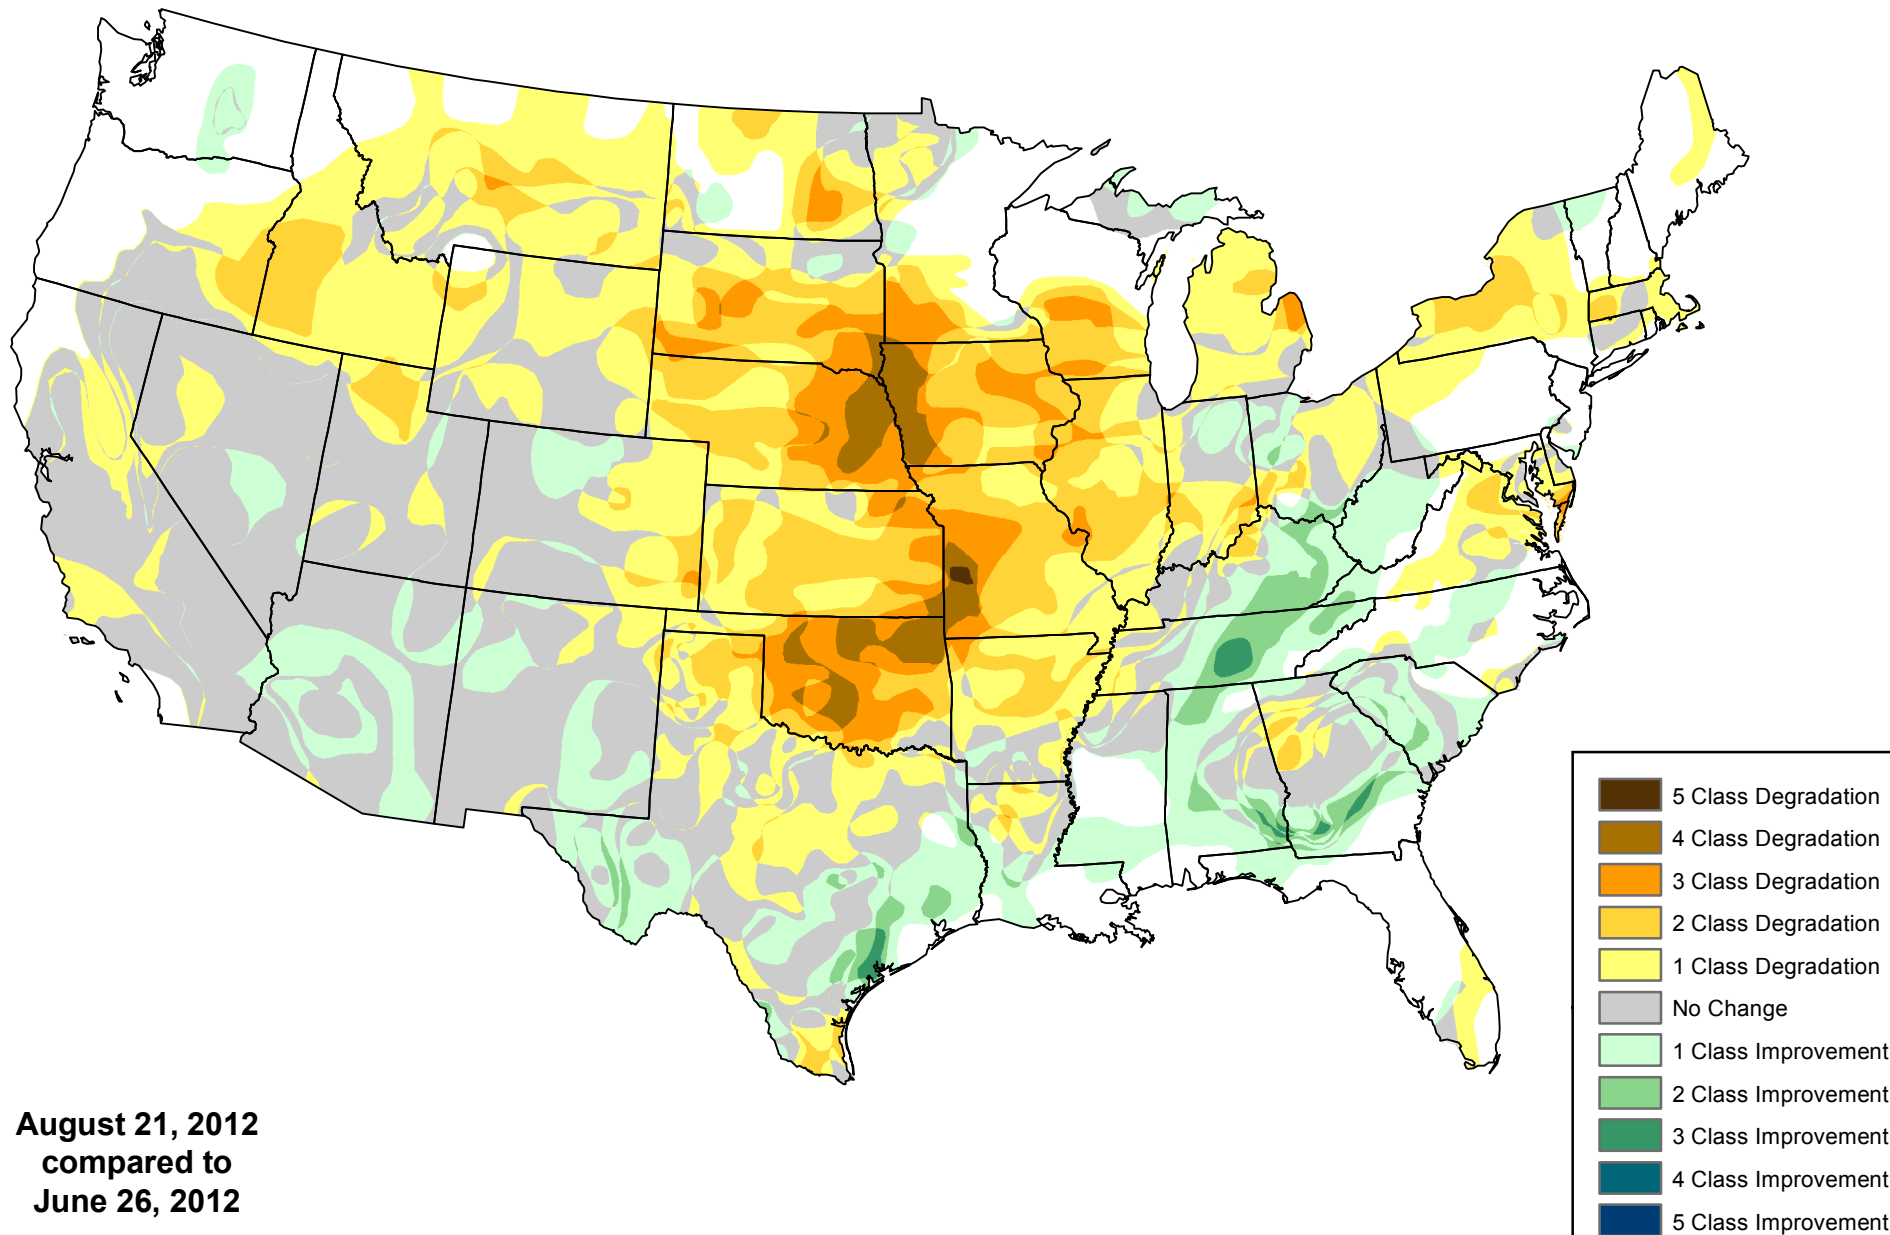 5 Class Degradation
4 Class Degradation
3 Class Degradation
2 Class Degradation
1 Class Degradation
No Change
1 Class Improvement
2 Class Improvement
3 Class Improvement
4 Class Improvement
5 Class Improvement
August 21, 2012
compared to
June 26, 2012